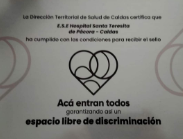 La Dirección Territorial de Salud de Caldas certifica que
E.S.E Hospital Santa Teresita
de Pácora - Caldas
ha cumplido con las condiciones para recibir el sello
Acá entran todos
garantizando así un
espacio libre de discriminación